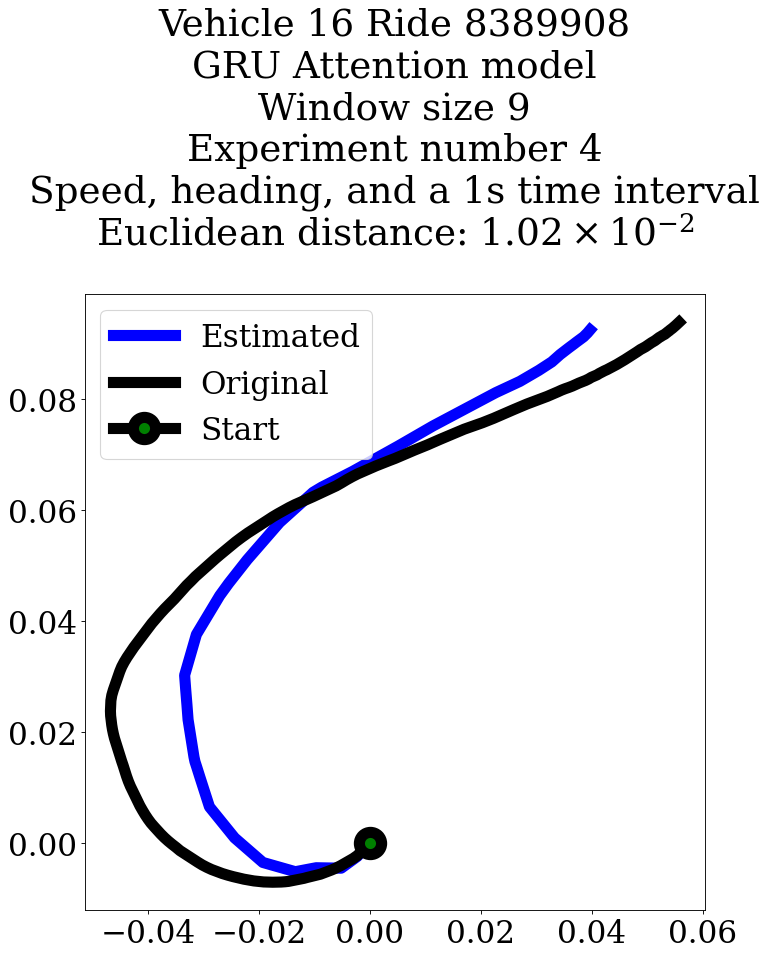 Vehicle 16 Ride 8389908
GRU Attention model
Window size 9
Experiment number 4
Speed, heading, and a 1s time interval
Euclidean distance: 1.02 × 10⁻²
Estimated
Original
Start
0.08
0.06
0.04
0.02
0.00
−0.04 −0.02 0.00 0.02 0.04 0.06